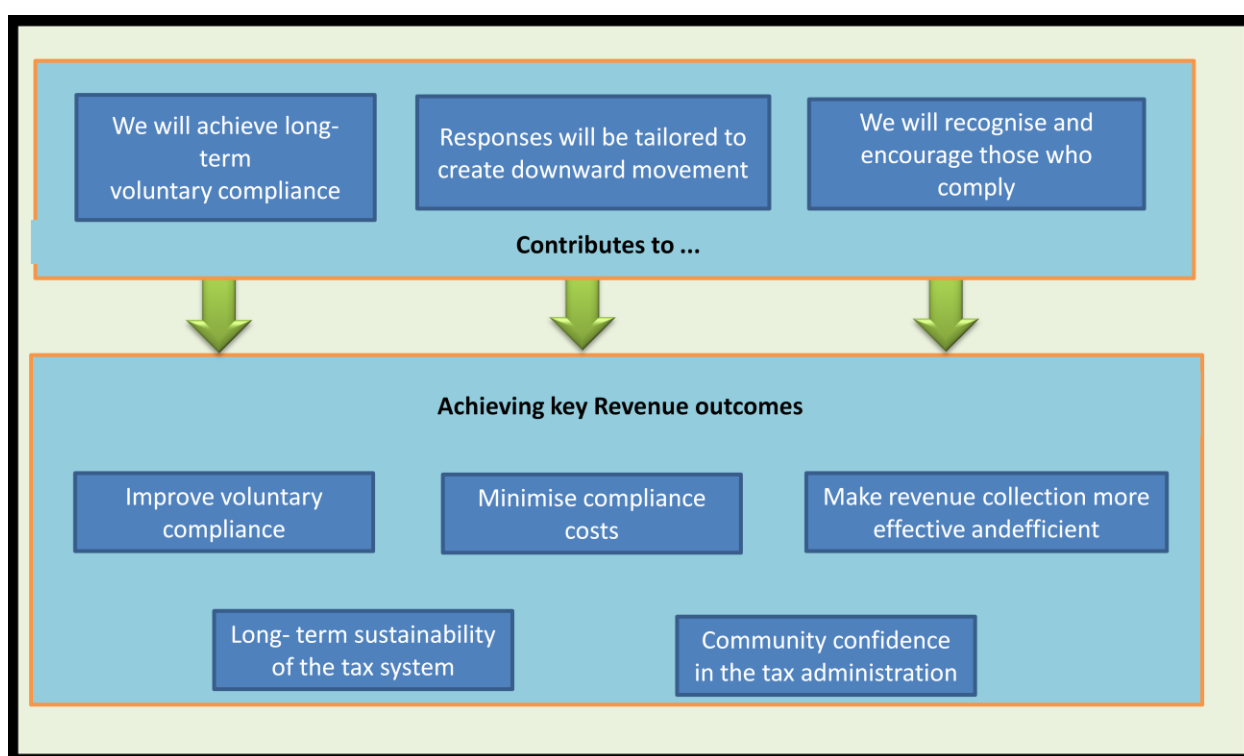 We will achieve long-
term
voluntary compliance
Responses will be tailored to
create downward movement
We will recognise and
encourage those who
comply
Contributes to ...
Achieving key Revenue outcomes
Improve voluntary
compliance
Minimise compliance
costs
Make revenue collection more
effective andefficient
Long- term sustainability
of the tax system
Community confidence
in the tax administration